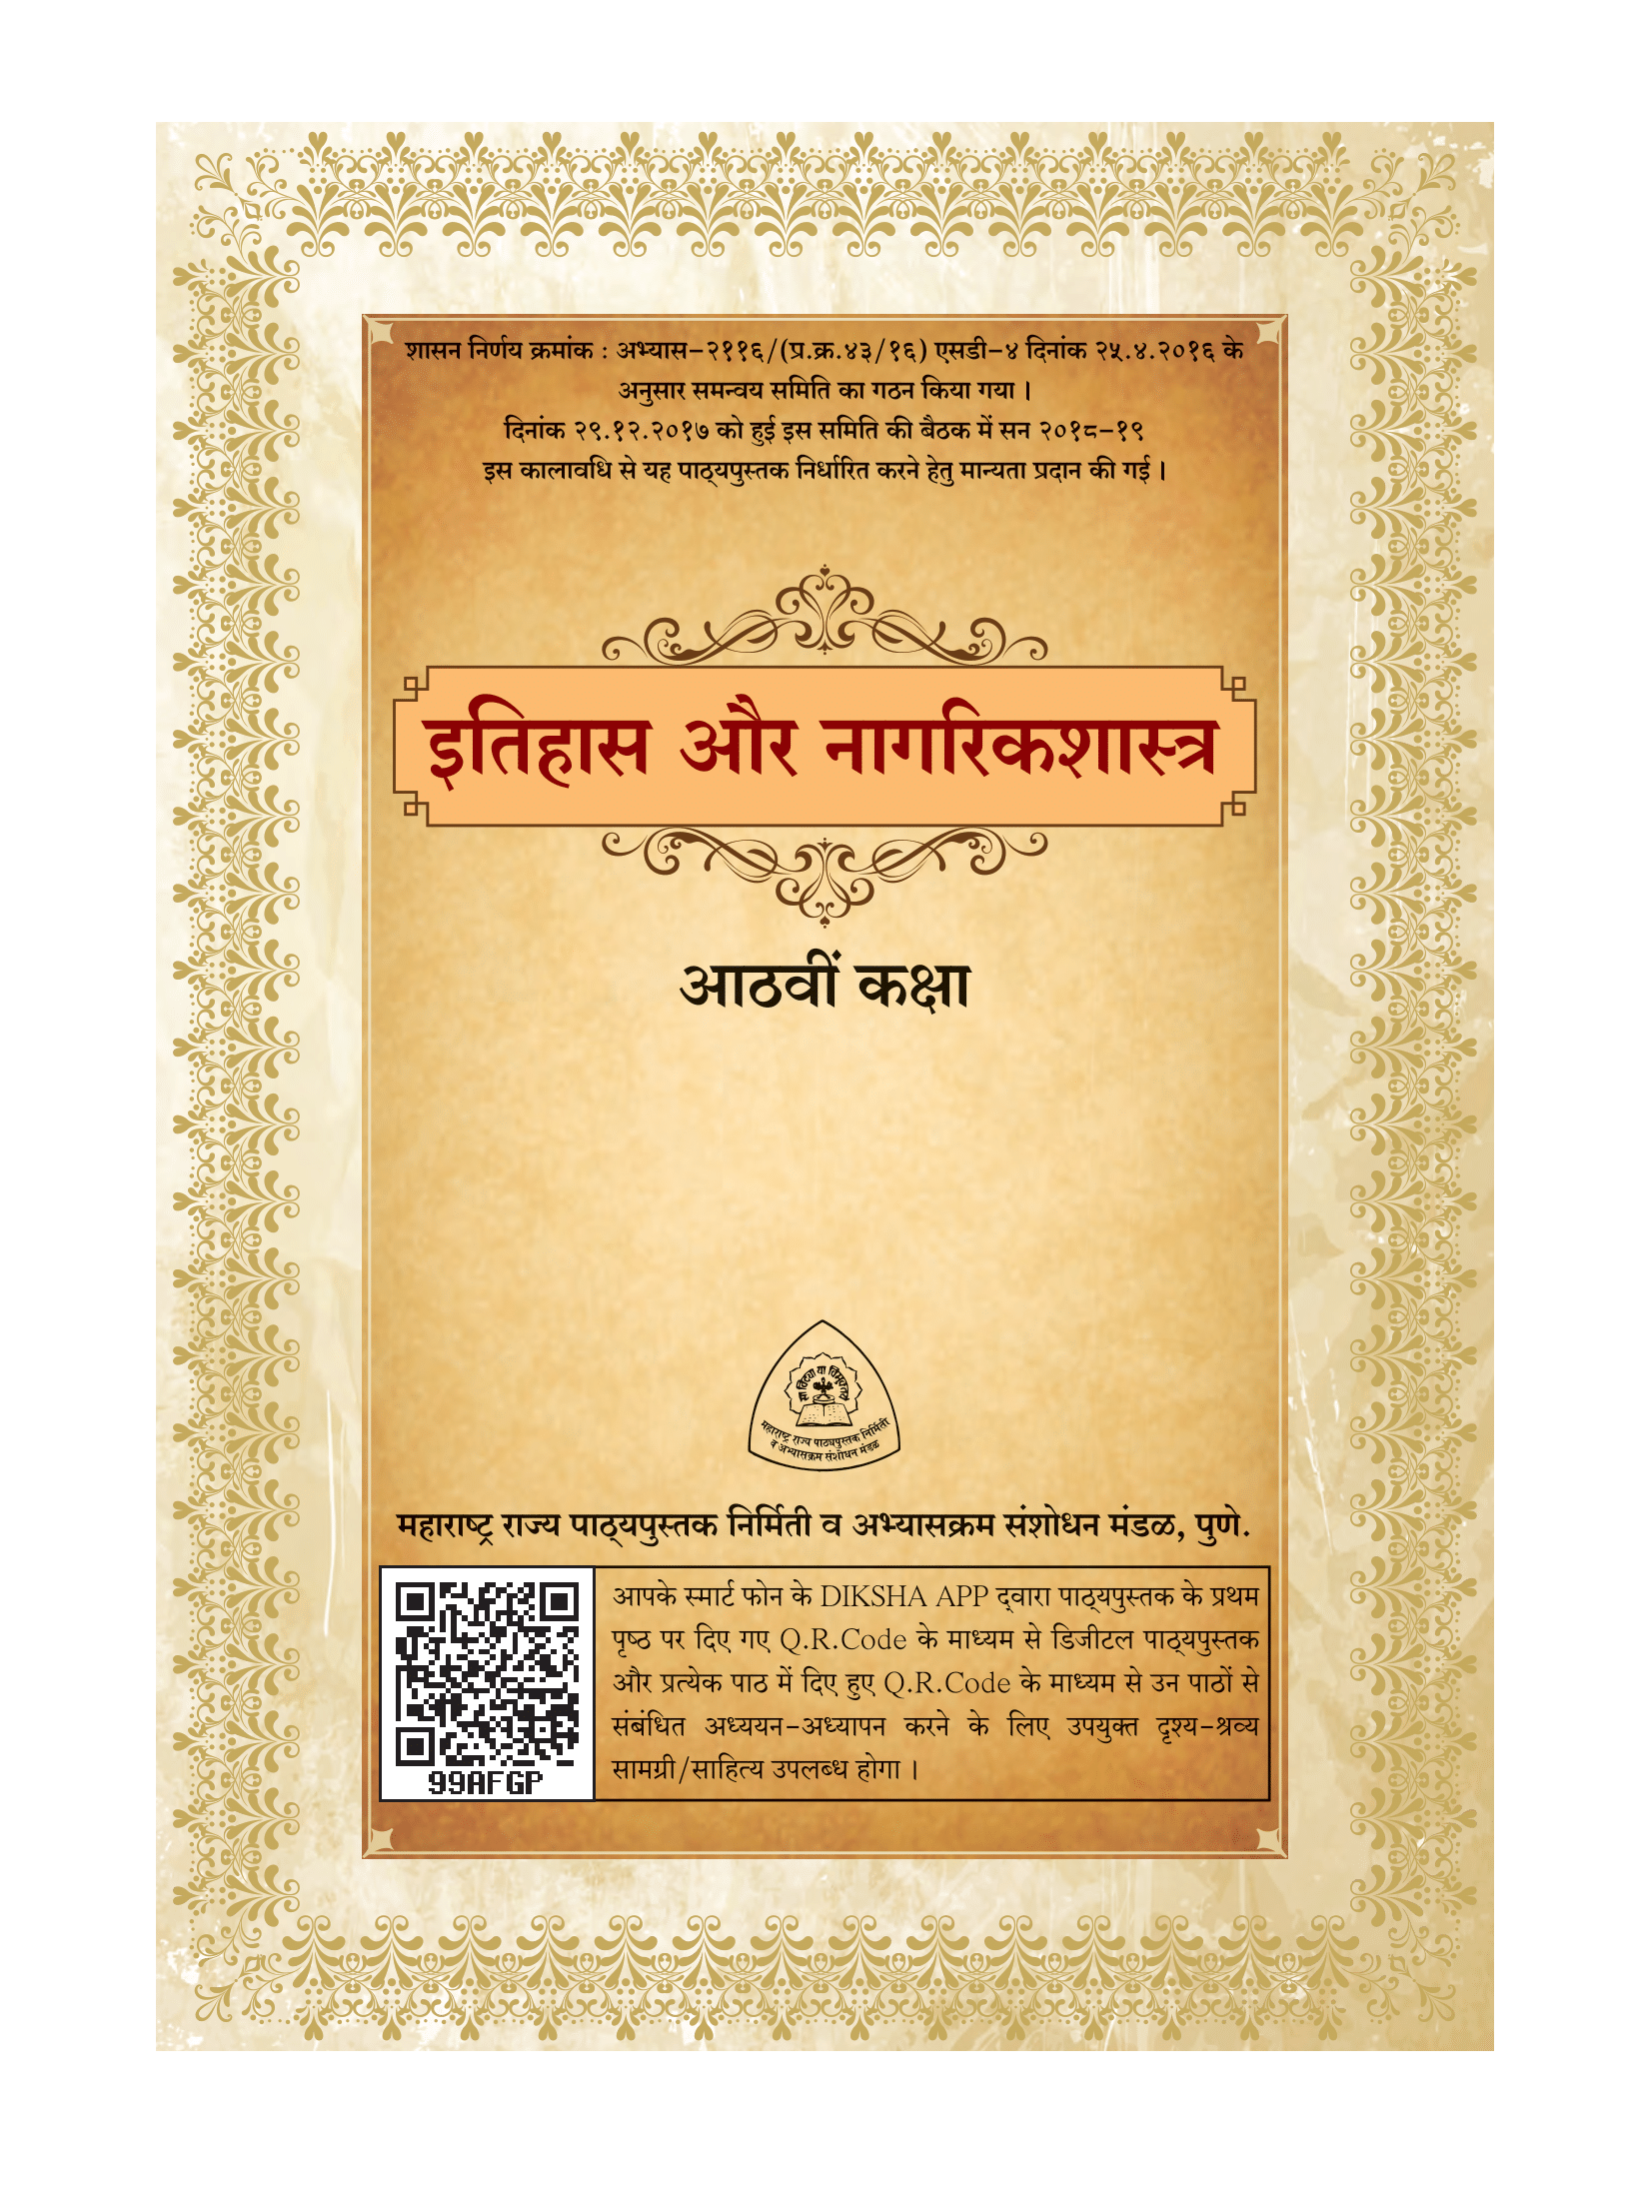 शासन निर्णय क्रमांक : अभ्यास-२११६/(प्र.क्र.४३/१६) एसडी-४ दिनांक २५.४.२०१६ के
अनुसार समन्वय समिति का गठन किया गया ।
दिनांक २९.१२.२०१७ को हुई इस समिति की बैठक में सन २०१८-१९
इस कालावधि से यह पाठ्यपुस्तक निर्धारित करने हेतु मान्यता प्रदान की गई ।
इतिहास और नागरिकशास्त्र
आठवीं कक्षा
सा विद्या या विमुक्तये
महाराष्ट्र राज्य पाठ्यपुस्तक निर्मिती
व अभ्यासक्रम संशोधन मंडळ
महाराष्ट्र राज्य पाठ्यपुस्तक निर्मिती व अभ्यासक्रम संशोधन मंडळ, पुणे.
आपके स्मार्ट फोन के DIKSHA APP द्वारा पाठ्यपुस्तक के प्रथम
पृष्ठ पर दिए गए Q.R.Code के माध्यम से डिजीटल पाठ्यपुस्तक
और प्रत्येक पाठ में दिए हुए Q.R.Code के माध्यम से उन पाठों से
संबंधित अध्ययन-अध्यापन करने के लिए उपयुक्त दृश्य-श्रव्य
सामग्री/साहित्य उपलब्ध होगा ।
99AFGP